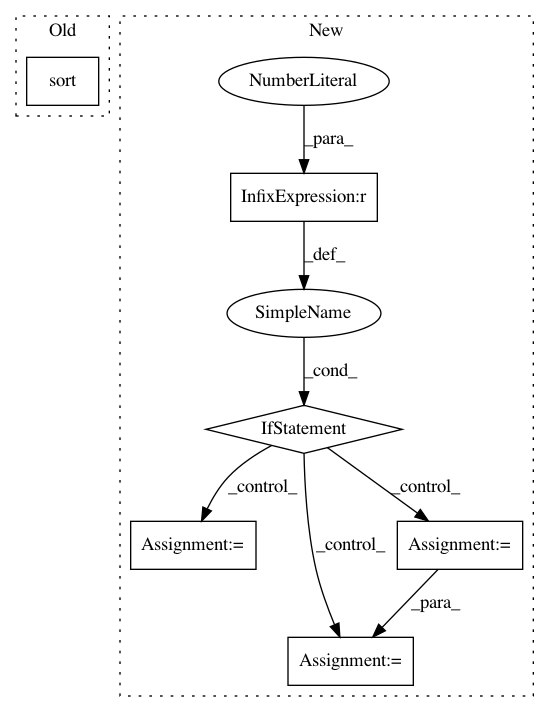 Old
New
sort
NumberLiteral
_para_
InfixExpression:r
_def_
SimpleName
_cond_
IfStatement
_control_
_control_
_control_
Assignment:=
Assignment:=
_para_
Assignment:=